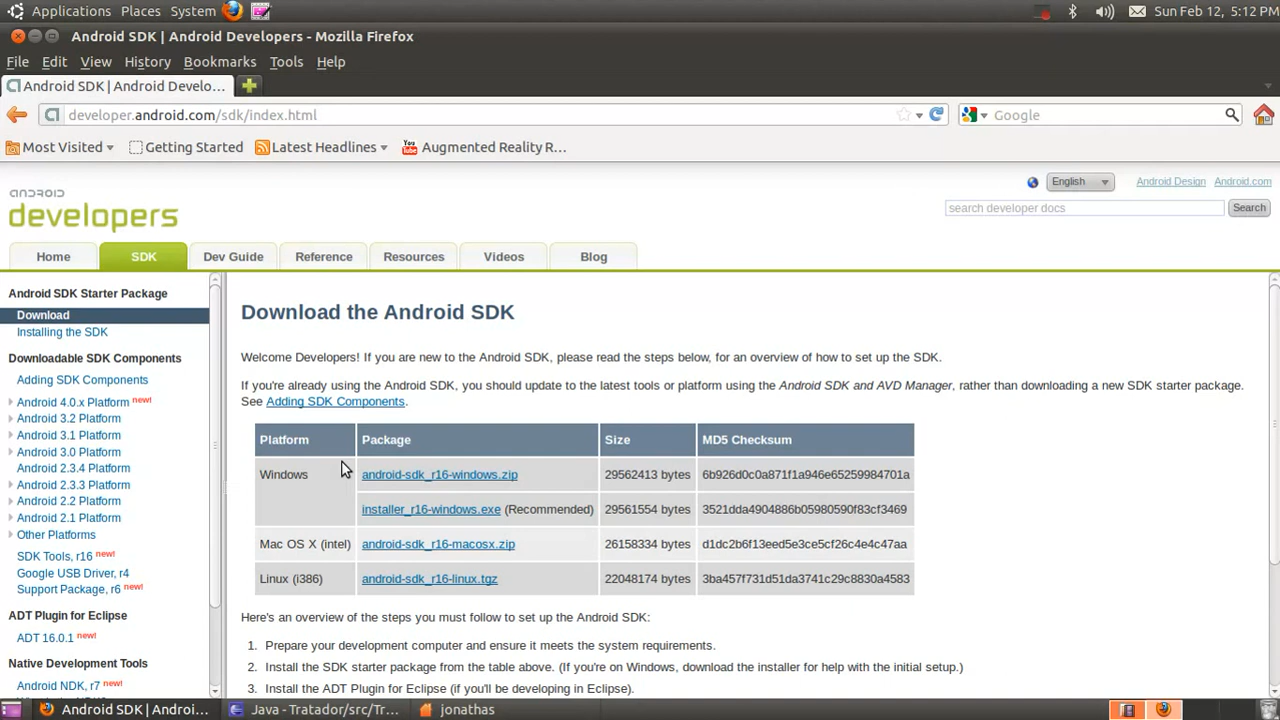 Applications Places System Sun Feb 12, 5:12 PM
Android SDK | Android Developers - Mozilla Firefox
File Edit View History Bookmarks Tools Help
Android SDK | Android Develo...
developer.android.com/sdk/index.html Google
Most Visited Getting Started Latest Headlines You Tube Augmented Reality R...
English Android Design Android.com
android
developers
search developer docs Search
Home SDK Dev Guide Reference Resources Videos Blog
Android SDK Starter Package
Download
Installing the SDK
Downloadable SDK Components
Adding SDK Components
Android 4.0.x Platform new!
Android 3.2 Platform
Android 3.1 Platform
Android 3.0 Platform
Android 2.3.4 Platform
Android 2.3.3 Platform
Android 2.2 Platform
Android 2.1 Platform
Other Platforms
SDK Tools, r16 new!
Google USB Driver, r4
Support Package, r6 new!
ADT Plugin for Eclipse
ADT 16.0.1 new!
Native Development Tools
Android NDK, r7 new!
Download the Android SDK
Welcome Developers! If you are new to the Android SDK, please read the steps below, for an overview of how to set up the SDK.
If you're already using the Android SDK, you should update to the latest tools or platform using the Android SDK and AVD Manager, rather than downloading a new SDK starter package.
See Adding SDK Components.
Platform Package Size MD5 Checksum
Windows android-sdk_r16-windows.zip 29562413 bytes 6b926d0c0a871f1a946e65259984701a
installer_r16-windows.exe (Recommended) 29561554 bytes 3521dda4904886b05980590f83cf3469
Mac OS X (intel) android-sdk_r16-macosx.zip 26158334 bytes d1dc2b6f13eed5e3ce5cf26c4e4c47aa
Linux (i386) android-sdk_r16-linux.tgz 22048174 bytes 3ba457f731d51da3741c29c8830a4583
Here's an overview of the steps you must follow to set up the Android SDK:
1. Prepare your development computer and ensure it meets the system requirements.
2. Install the SDK starter package from the table above. (If you're on Windows, download the installer for help with the initial setup.)
3. Install the ADT Plugin for Eclipse (if you'll be developing in Eclipse).
Android SDK | Androi... Java - Tratador/src/Tr... jonathas